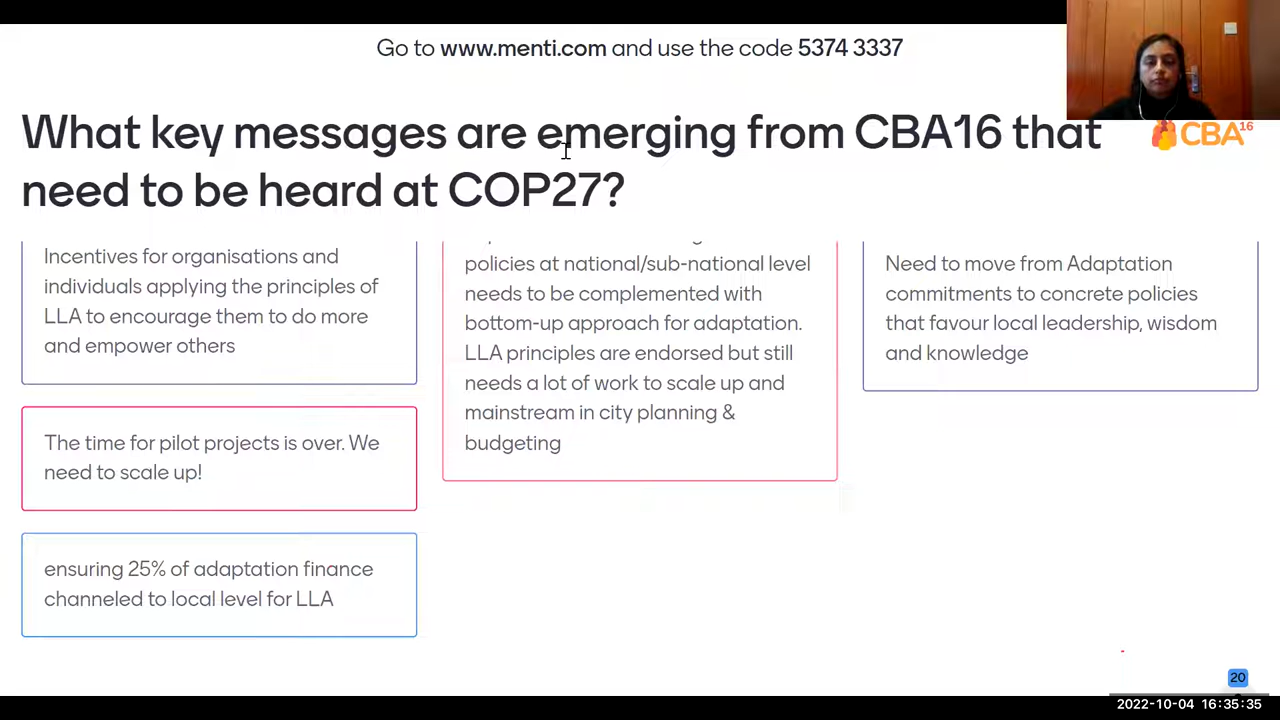 Go to www.menti.com and use the code 5374 3337
What key messages are emerging from CBA16 that
need to be heard at COP27?
CBA16
Incentives for organisations and
individuals applying the principles of
LLA to encourage them to do more
and empower others
The time for pilot projects is over. We
need to scale up!
ensuring 25% of adaptation finance
channeled to local level for LLA
policies at national/sub-national level
needs to be complemented with
bottom-up approach for adaptation.
LLA principles are endorsed but still
needs a lot of work to scale up and
mainstream in city planning &
budgeting
Need to move from Adaptation
commitments to concrete policies
that favour local leadership, wisdom
and knowledge
20
2022-10-04 16:35:35